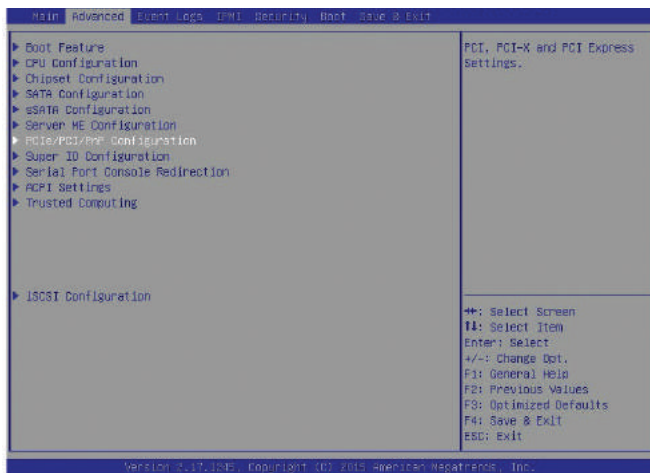 Main Advanced Event Logs IPMI Security Boot Save & Exit
Boot Feature
CPU Configuration
Chipset Configuration
SATA Configuration
sSATA Configuration
Server ME Configuration
PCIe/PCI/PnP Configuration
Super IO Configuration
Serial Port Console Redirection
ACPI Settings
Trusted Computing
iSCSI Configuration
PCI, PCI-X and PCI Express
Settings.
→←: Select Screen
↑↓: Select Item
Enter: Select
+/-: Change Opt.
F1: General Help
F2: Previous Values
F3: Optimized Defaults
F4: Save & Exit
ESC: Exit
Version 2.17.1245. Copyright (C) 2015 American Megatrends, Inc.